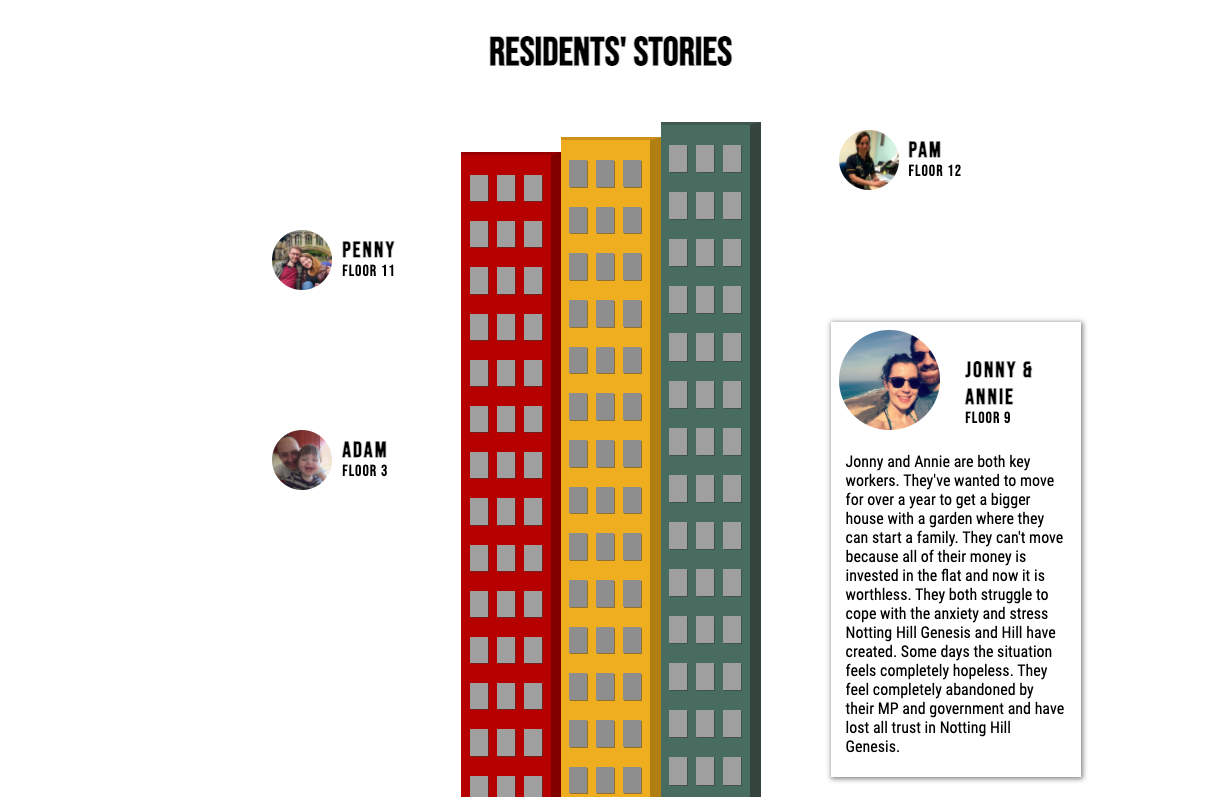 RESIDENTS' STORIES
PAM
FLOOR 12
PENNY
FLOOR 11
JONNY &
ANNIE
FLOOR 9
ADAM
FLOOR 3
Jonny and Annie are both key
workers. They've wanted to move
for over a year to get a bigger
house with a garden where they
can start a family. They can't move
because all of their money is
invested in the flat and now it is
worthless. They both struggle to
cope with the anxiety and stress
Notting Hill Genesis and Hill have
created. Some days the situation
feels completely hopeless. They
feel completely abandoned by
their MP and government and have
lost all trust in Notting Hill
Genesis.